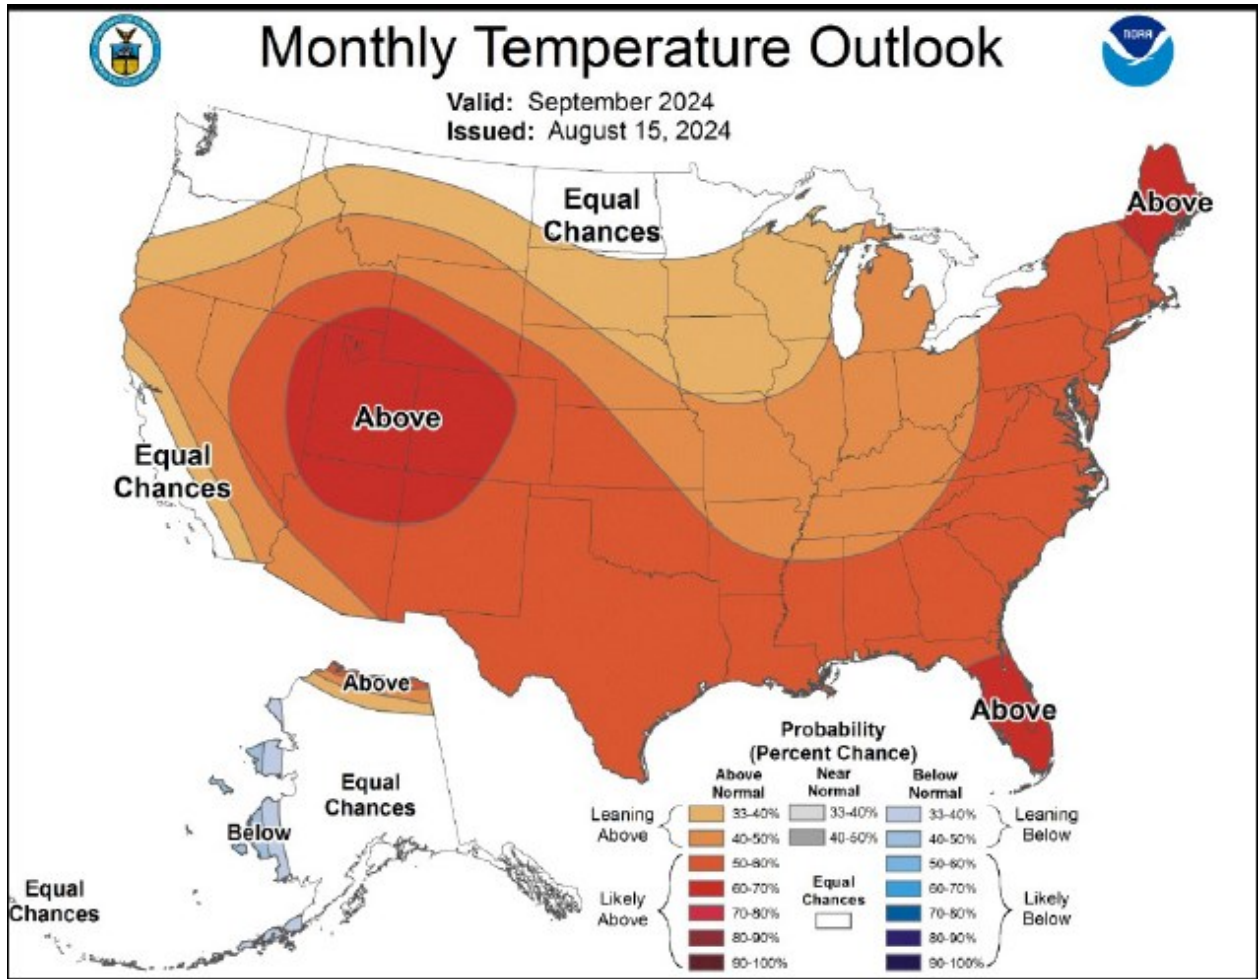 Monthly Temperature Outlook
NOAA
Valid: September 2024
Issued: August 15, 2024
Equal
Chances
Above
Above
Equal
Chances
Above
Above
Equal
Chances
Below
Equal
Chances
Probability
(Percent Chance)
Above
Normal
Near
Normal
Below
Normal
Leaning
Above
33-40%
33-40%
33-40%
Leaning
Below
40-50%
40-50%
40-50%
Likely
Above
50-60%
50-60%
60-70%
Equal
Chances
60-70%
Likely
Below
70-80%
70-80%
80-90%
80-90%
90-100%
90-100%